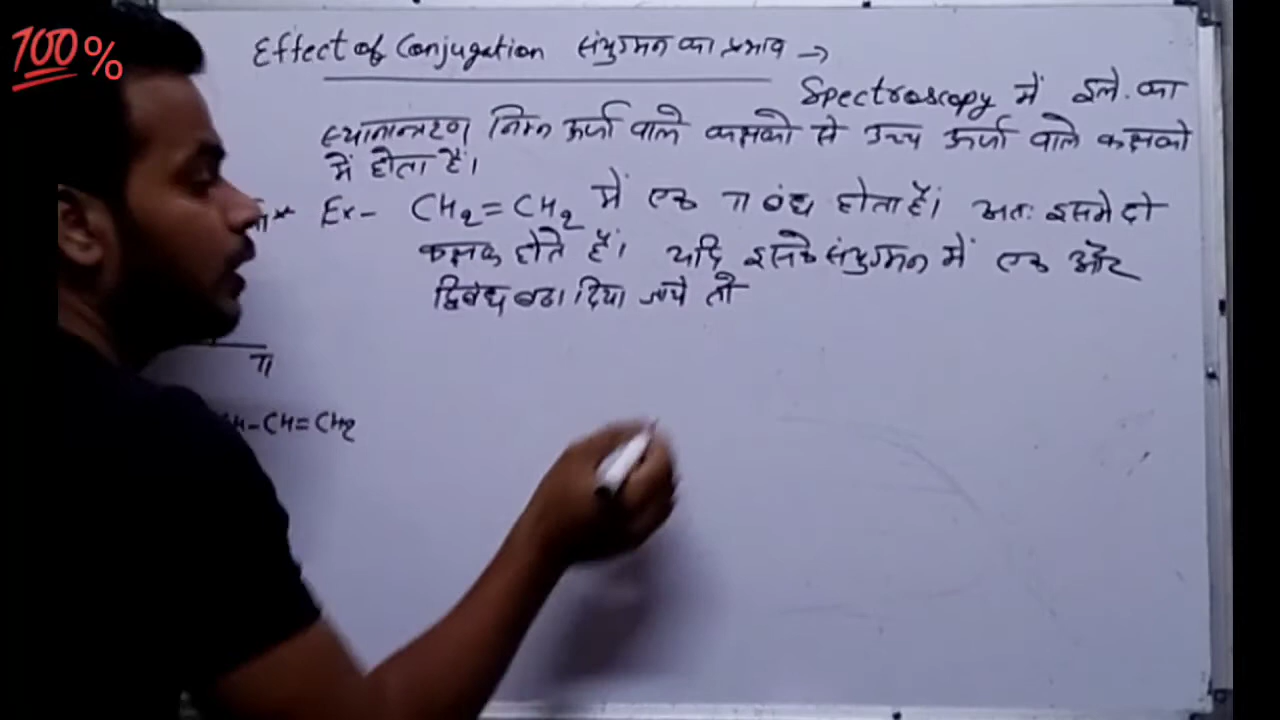 100%
Effect of Conjugation संयुग्मन का प्रभाव →
Spectroscopy में इले. का
स्थानान्तरण निम्न ऊर्जा वाले कक्षको से उच्च ऊर्जा वाले कक्षको
में होता है।
Ex- CH2=CH2 में एक π बंध होता है। अतः इसमे दो
कक्षक होते हैं। यदि इसके संयुग्मन में एक और
द्विबंध बढा दिया जाये तो
π
-CH=CH2